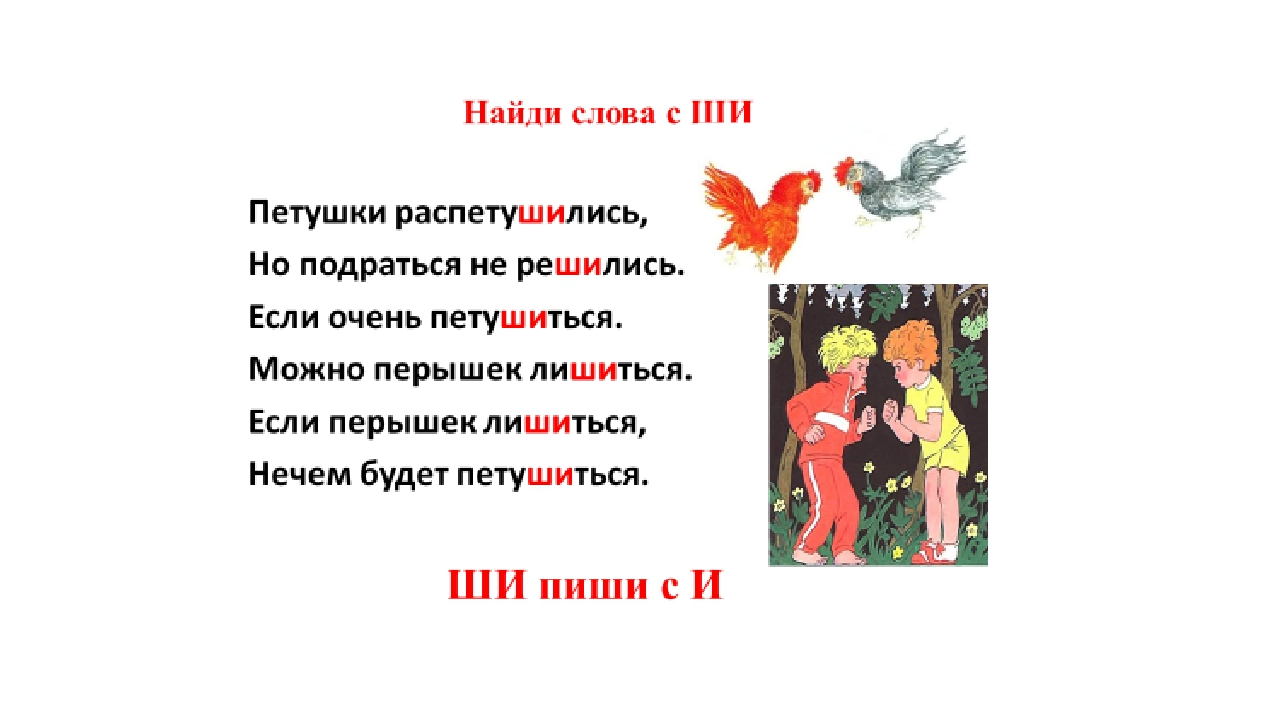 Найди слова с ШИ
Петушки распетушились,
Но подраться не решились.
Если очень петушиться.
Можно перышек лишиться.
Если перышек лишиться,
Нечем будет петушиться.
ШИ пиши с И